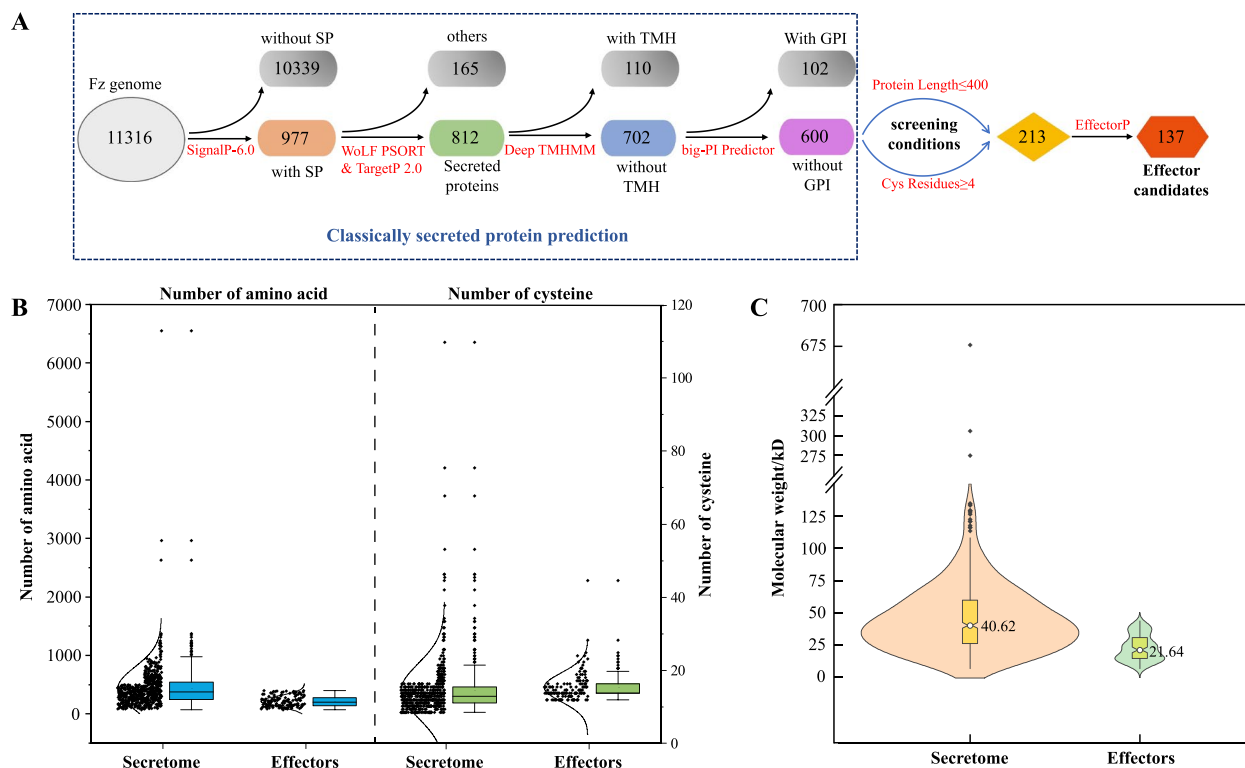 A
without SP
others
with TMH
With GPI
10339
165
110
102
Fz genome
Protein Length≤400
11316
977
812
702
600
screening
conditions
213
EffectorP
137
SignalP-6.0
WoLF PSORT
& TargetP 2.0
Deep TMHMM
big-PI Predictor
with SP
Secreted
proteins
without
TMH
without
GPI
Cys Residues≥4
Effector
candidates
Classically secreted protein prediction
B
Number of amino acid
Number of cysteine
7000
6000
5000
4000
3000
2000
1000
0
Number of amino acid
120
100
80
60
40
20
0
Number of cysteine
Secretome
Effectors
Secretome
Effectors
C
700
675
325
300
275
125
100
75
50
25
0
Molecular weight/kD
40.62
21.64
Secretome
Effectors